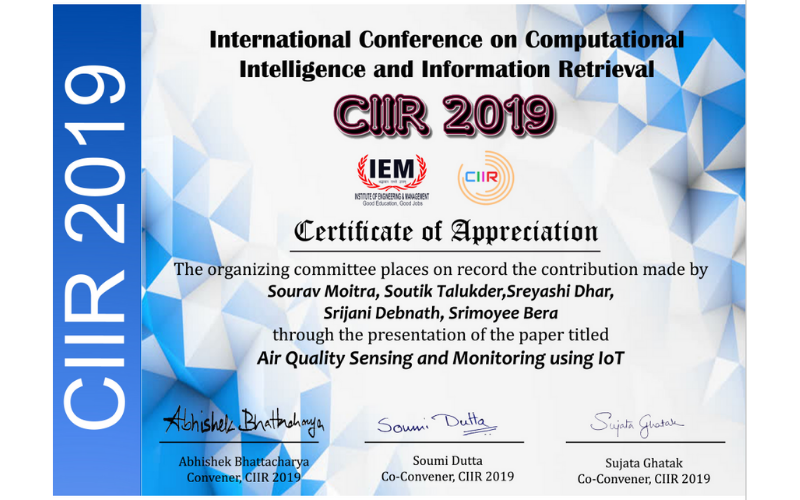 CIIR 2019
International Conference on Computational
Intelligence and Information Retrieval
CIIR 2019
IEM
INSTITUTE OF ENGINEERING & MANAGEMENT
Good Education, Good Jobs
CIIR
Certificate of Appreciation
The organizing committee places on record the contribution made by
Sourav Moitra, Soutik Talukder,Sreyashi Dhar,
Srijani Debnath, Srimoyee Bera
through the presentation of the paper titled
Air Quality Sensing and Monitoring using IoT
Abhishek Bhattacharya
Soumi Dutta
Sujata Ghatak
Abhishek Bhattacharya
Convener, CIIR 2019
Soumi Dutta
Co-Convener, CIIR 2019
Sujata Ghatak
Co-Convener, CIIR 2019